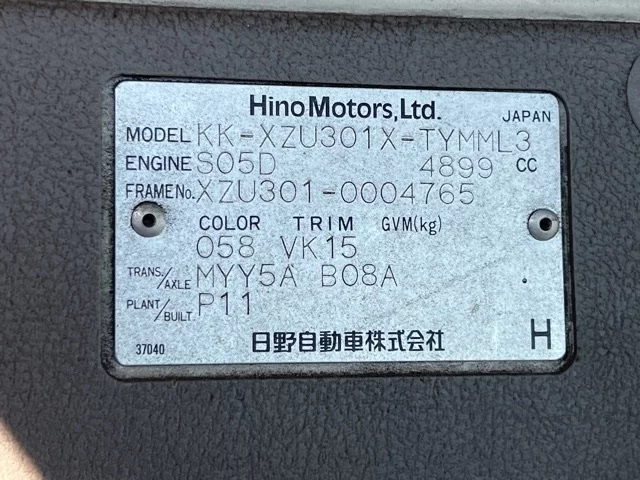 Hino Motors, Ltd. JAPAN
MODEL KK-XZU301X-TYMML3
ENGINE S05D 4899 CC
FRAME No. XZU301-0004765
COLOR TRIM GVM(kg)
058 VK15
TRANS./AXLE MYY5A B08A
PLANT/BUILT P11
37040 日野自動車株式会社 H